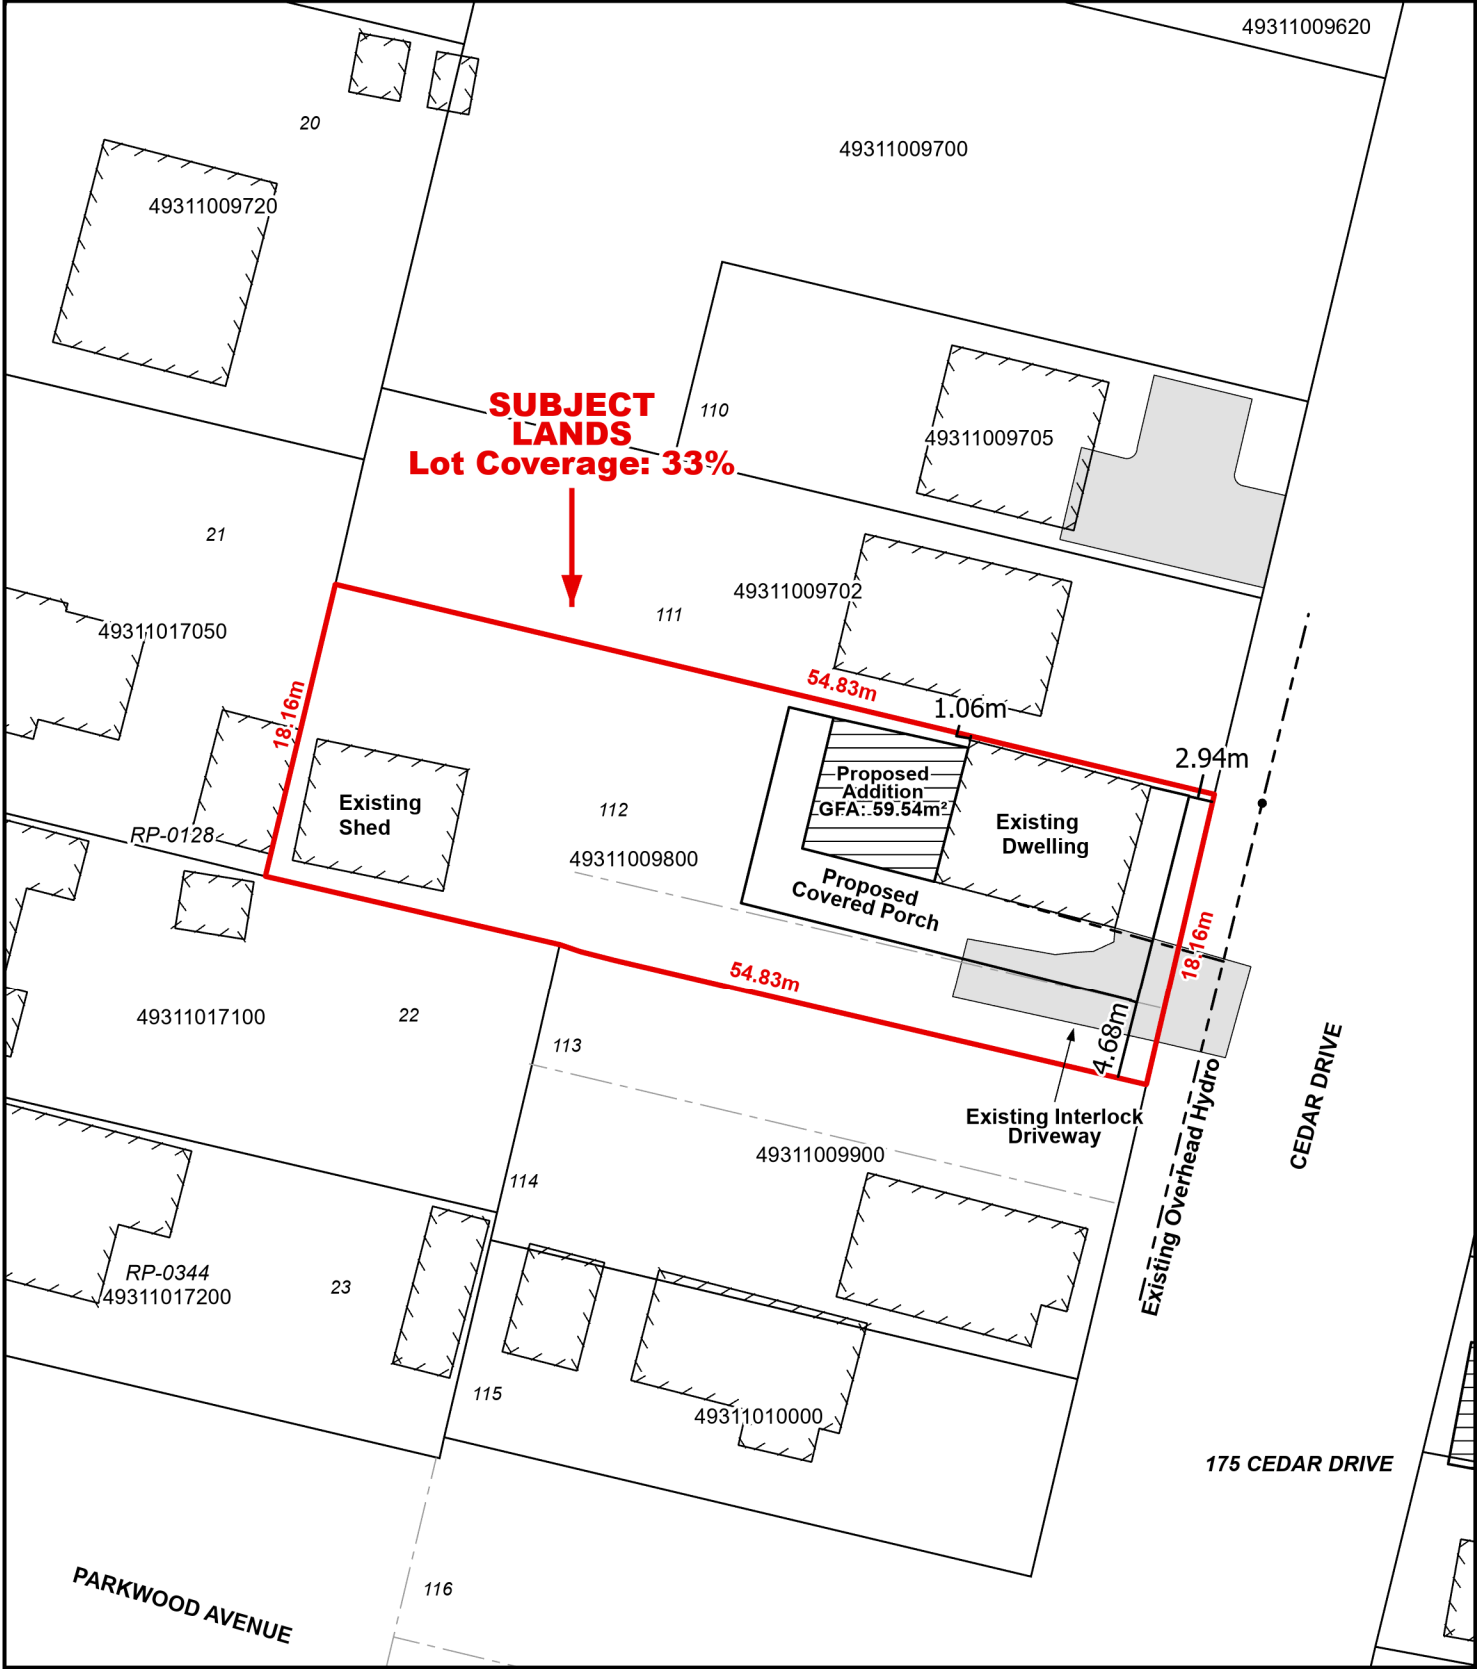 49311009620
20
49311009700
49311009720
SUBJECT
LANDS
Lot Coverage: 33%
110
49311009705
21
49311009702
111
49311017050
54.83m
18.16m
1.06m
2.94m
Existing
Shed
112
Proposed
Addition
GFA: 59.54m²
Existing
Dwelling
RP-0128
49311009800
Proposed
Covered Porch
18.16m
54.83m
49311017100
22
113
4.68m
Existing Interlock
Driveway
CEDAR DRIVE
Existing Overhead Hydro
49311009900
114
RP-0344
49311017200
23
115
49311010000
175 CEDAR DRIVE
116
PARKWOOD AVENUE